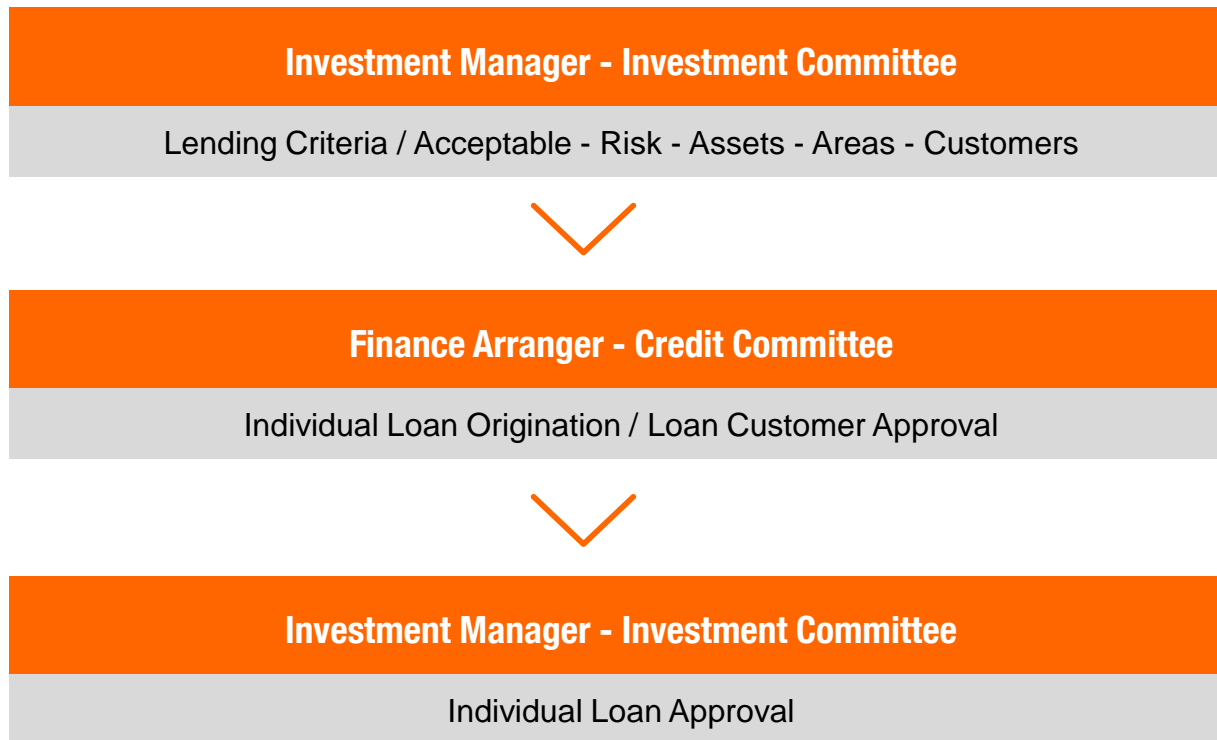 Investment Manager - Investment Committee
Lending Criteria / Acceptable - Risk - Assets - Areas - Customers
Finance Arranger - Credit Committee
Individual Loan Origination / Loan Customer Approval
Investment Manager - Investment Committee
Individual Loan Approval